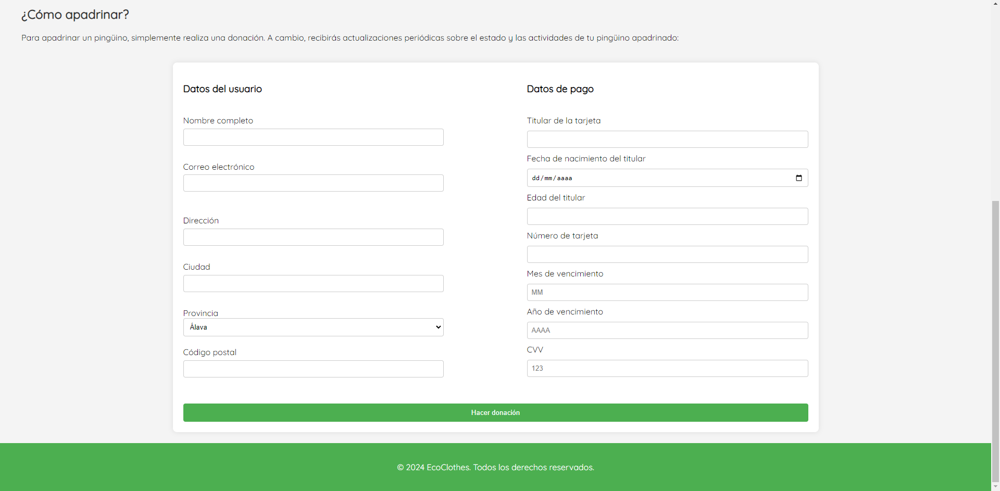 ¿Cómo apadrinar?
Para apadrinar un pingüino, simplemente realiza una donación. A cambio, recibirás actualizaciones periódicas sobre el estado y las actividades de tu pingüino apadrinado:
Datos del usuario
Nombre completo
Correo electrónico
Dirección
Ciudad
Provincia
Álava
Código postal
Datos de pago
Titular de la tarjeta
Fecha de nacimiento del titular
dd/mm/aaaa
Edad del titular
Número de tarjeta
Mes de vencimiento
MM
Año de vencimiento
AAAA
CVV
123
Hacer donación
© 2024 EcoClothes. Todos los derechos reservados.